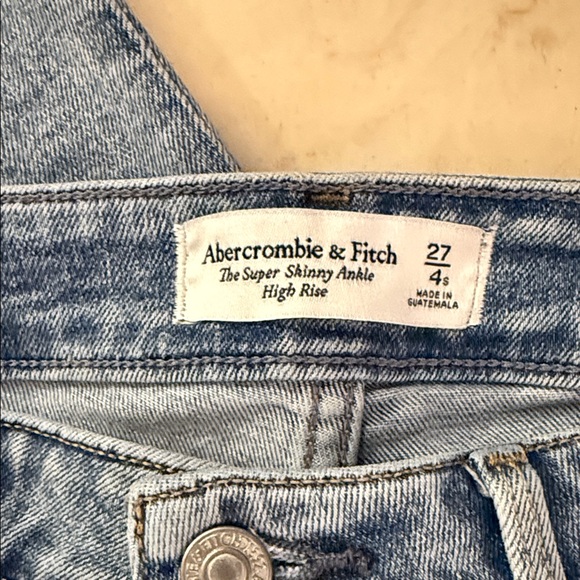 Abercrombie & Fitch
The Super Skinny Ankle
High Rise
27
4s
MADE IN
GUATEMALA